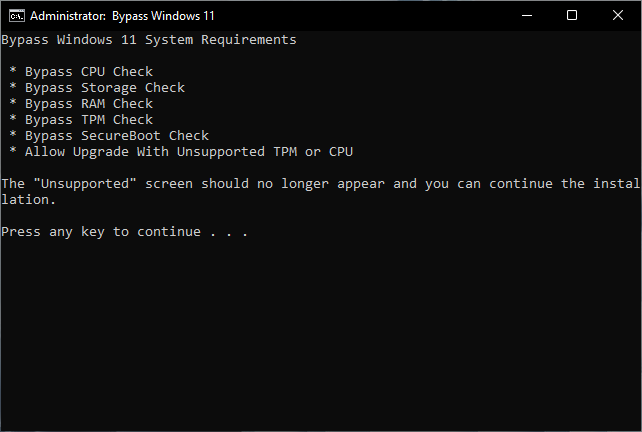 Administrator:  Bypass Windows 11
Bypass Windows 11 System Requirements
* Bypass CPU Check
* Bypass Storage Check
* Bypass RAM Check
* Bypass TPM Check
* Bypass SecureBoot Check
* Allow Upgrade With Unsupported TPM or CPU
The "Unsupported" screen should no longer appear and you can continue the instal
lation.
Press any key to continue . . .